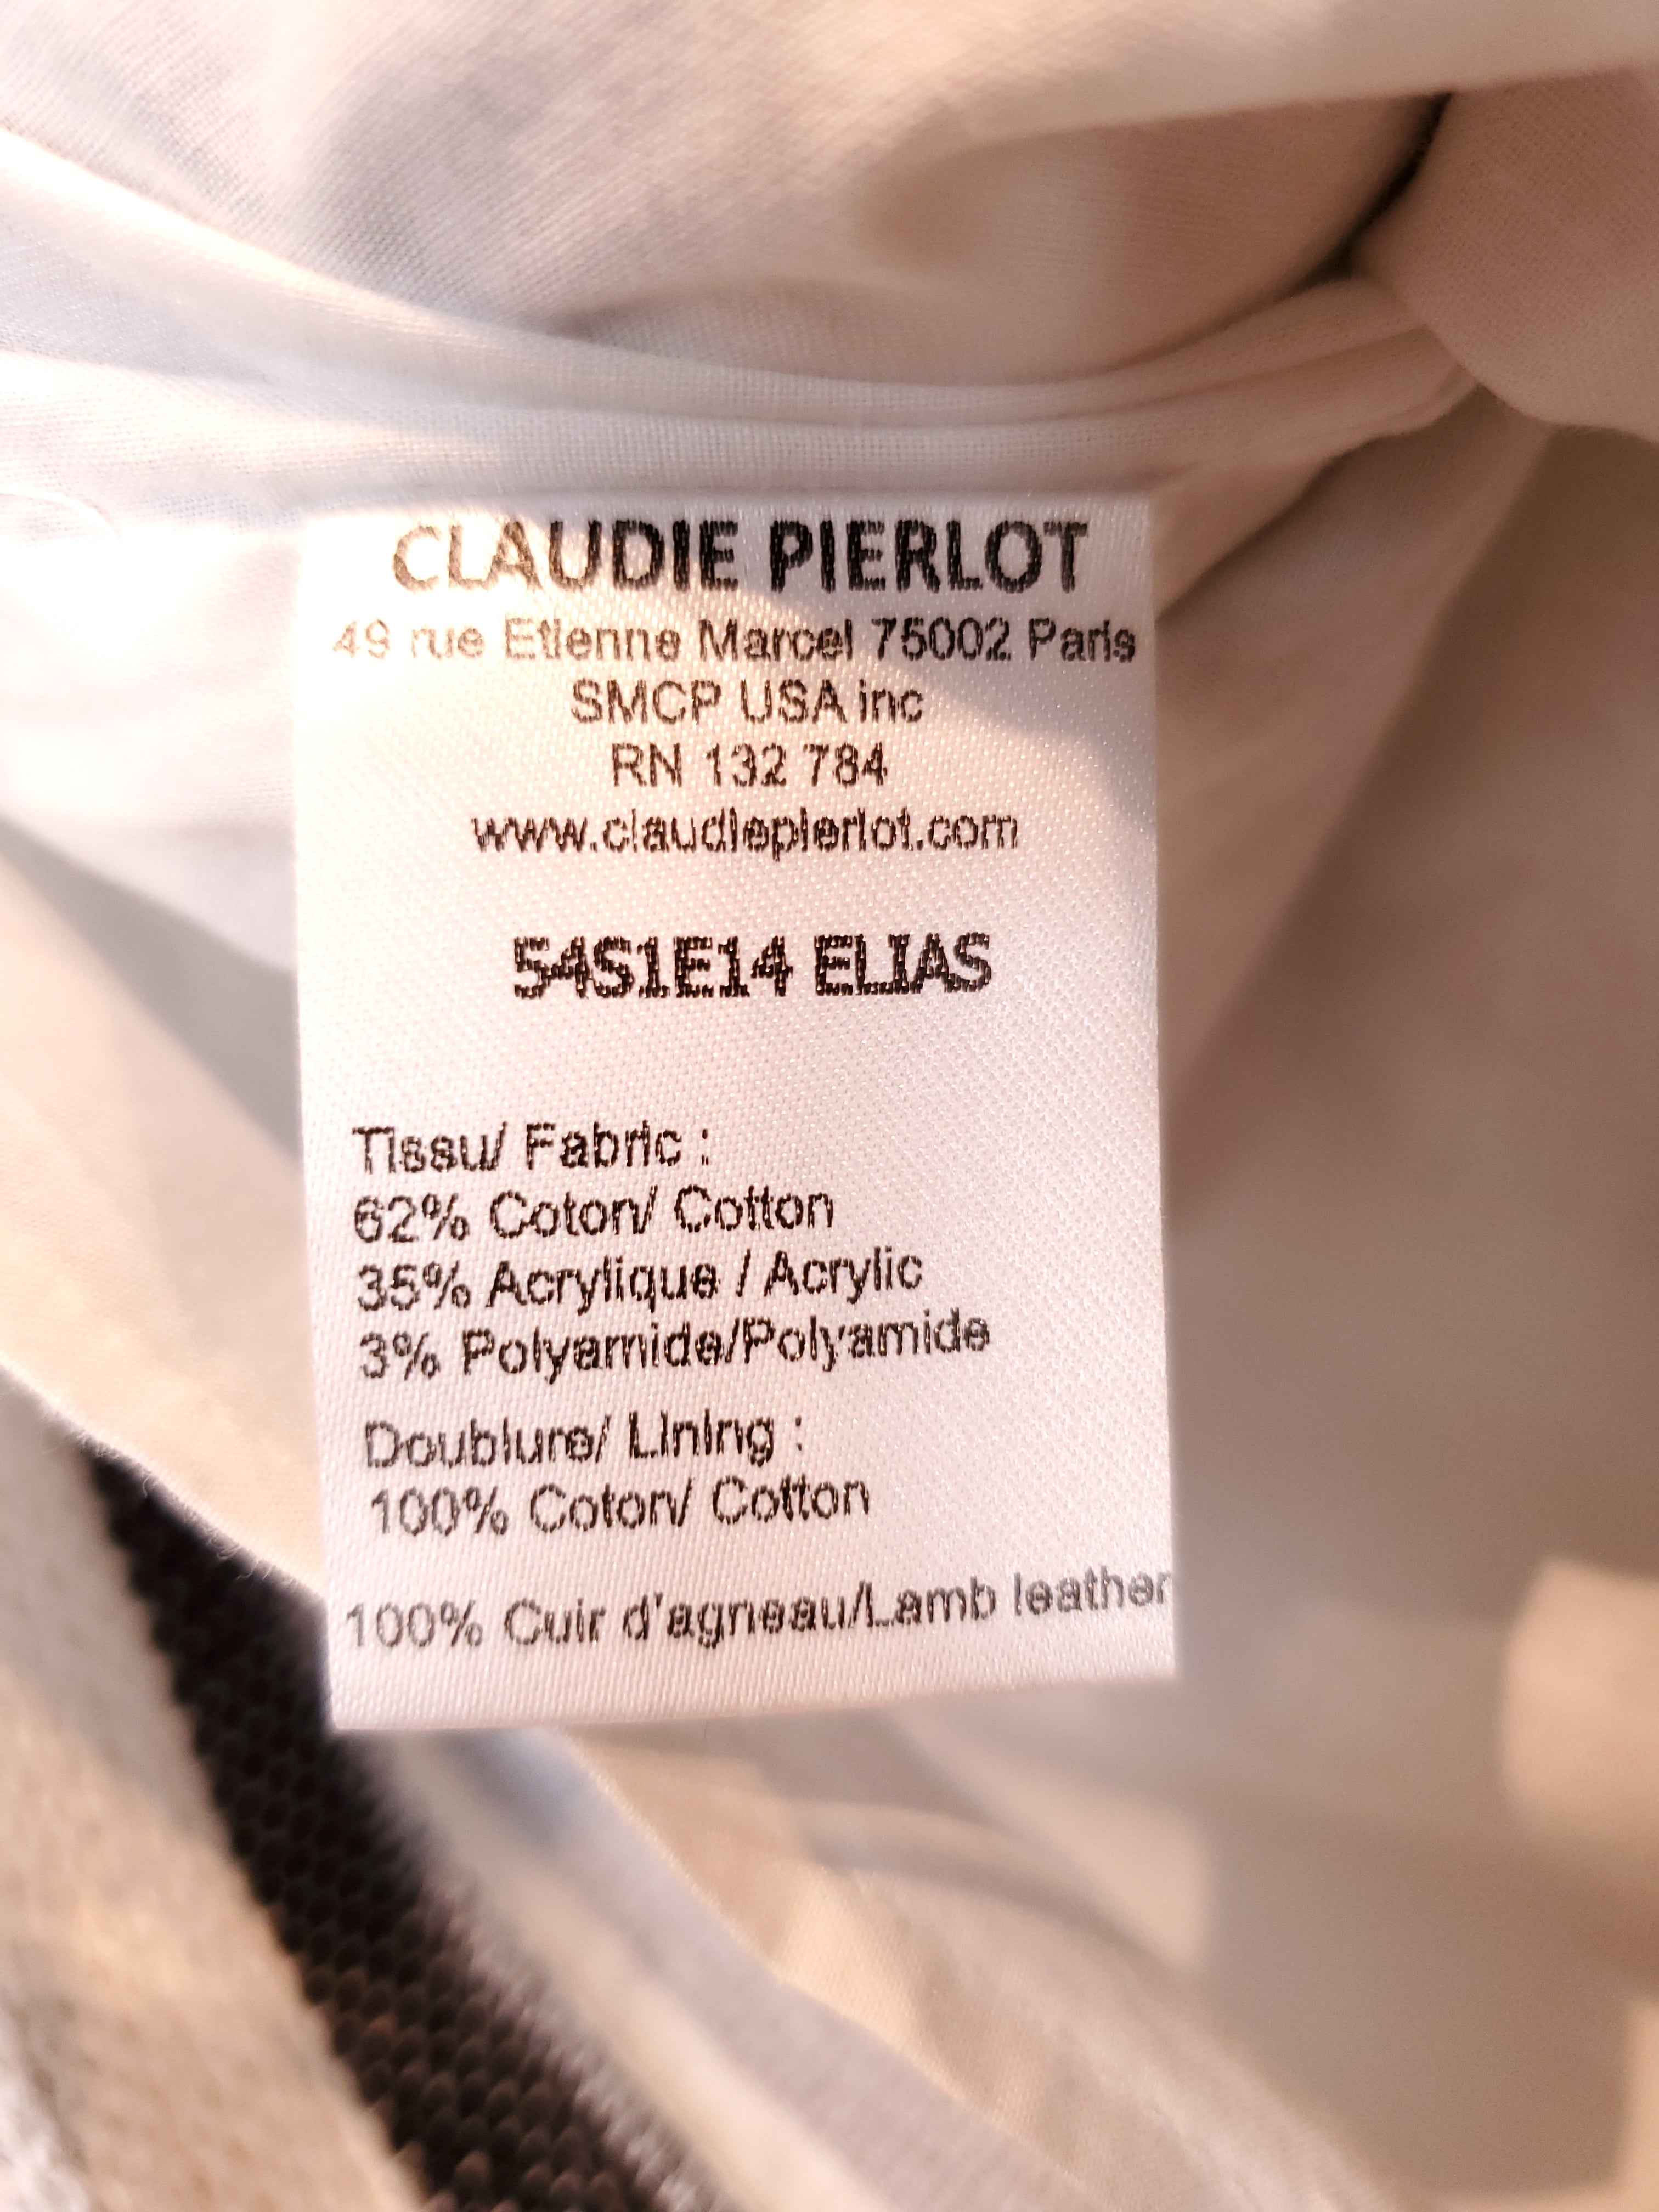 CLAUDIE PIERLOT
49 rue Etienne Marcel 75002 Paris
SMCP USA inc
RN 132 784
www.claudiepierlot.com
54S1E14 ELIAS
Tissu/ Fabric :
62% Coton/ Cotton
35% Acrylique / Acrylic
3% Polyamide/Polyamide
Doublure/ Lining :
100% Coton/ Cotton
100% Cuir d'agneau/Lamb leather